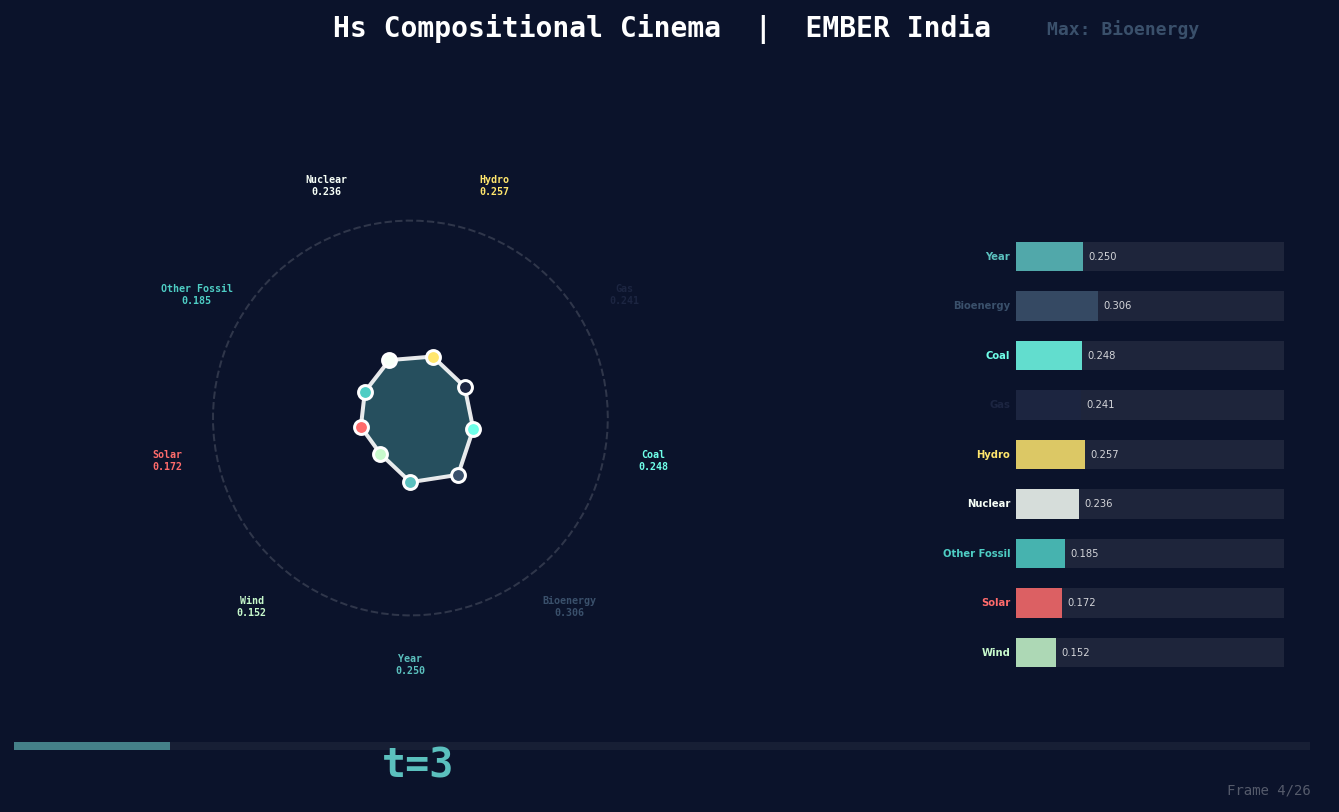 Hs Compositional Cinema | EMBER India
Max: Bioenergy
Nuclear
0.236
Hydro
0.257
Other Fossil
0.185
Gas
0.241
Solar
0.172
Coal
0.248
Wind
0.152
Bioenergy
0.306
Year
0.250
Year 0.250
Bioenergy 0.306
Coal 0.248
Gas 0.241
Hydro 0.257
Nuclear 0.236
Other Fossil 0.185
Solar 0.172
Wind 0.152
t=3
Frame 4/26